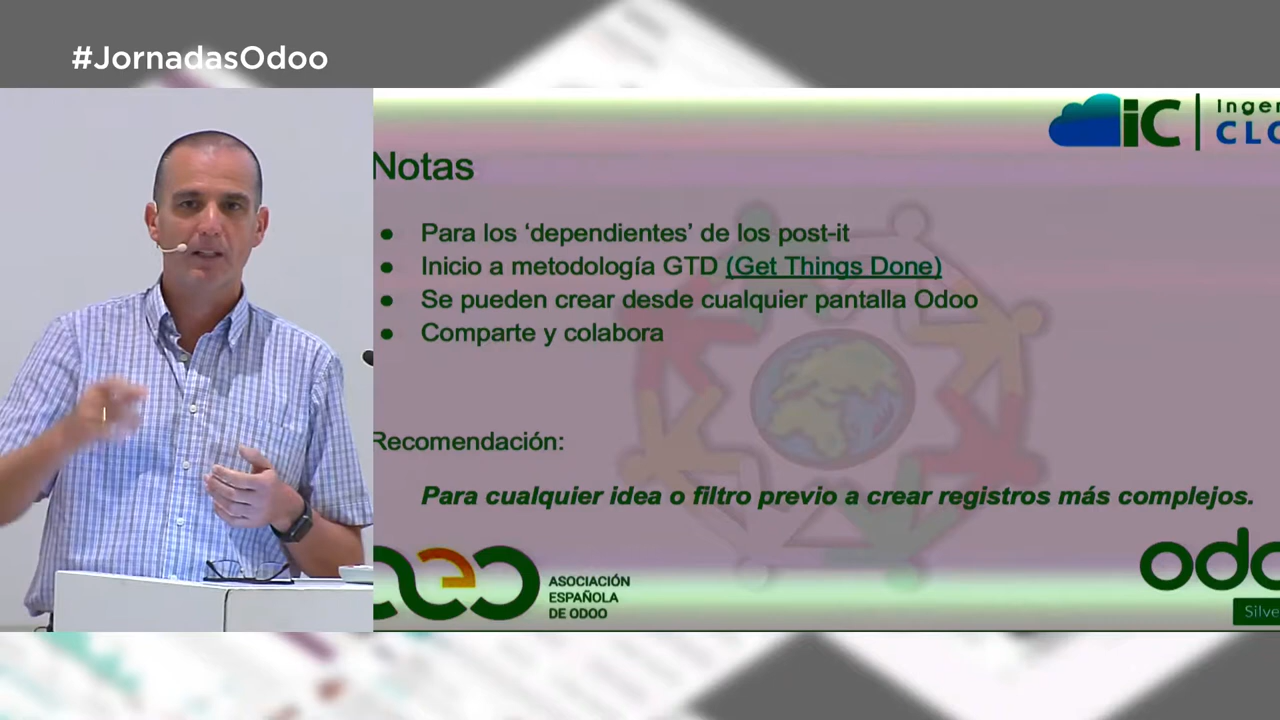 #JornadasOdoo
iC
Notas
● Para los ‘dependientes’ de los post-it
● Inicio a metodología GTD (Get Things Done)
● Se pueden crear desde cualquier pantalla Odoo
● Comparte y colabora
Recomendación:
Para cualquier idea o filtro previo a crear registros más complejos.
aeo
ASOCIACIÓN
ESPAÑOLA
DE ODOO